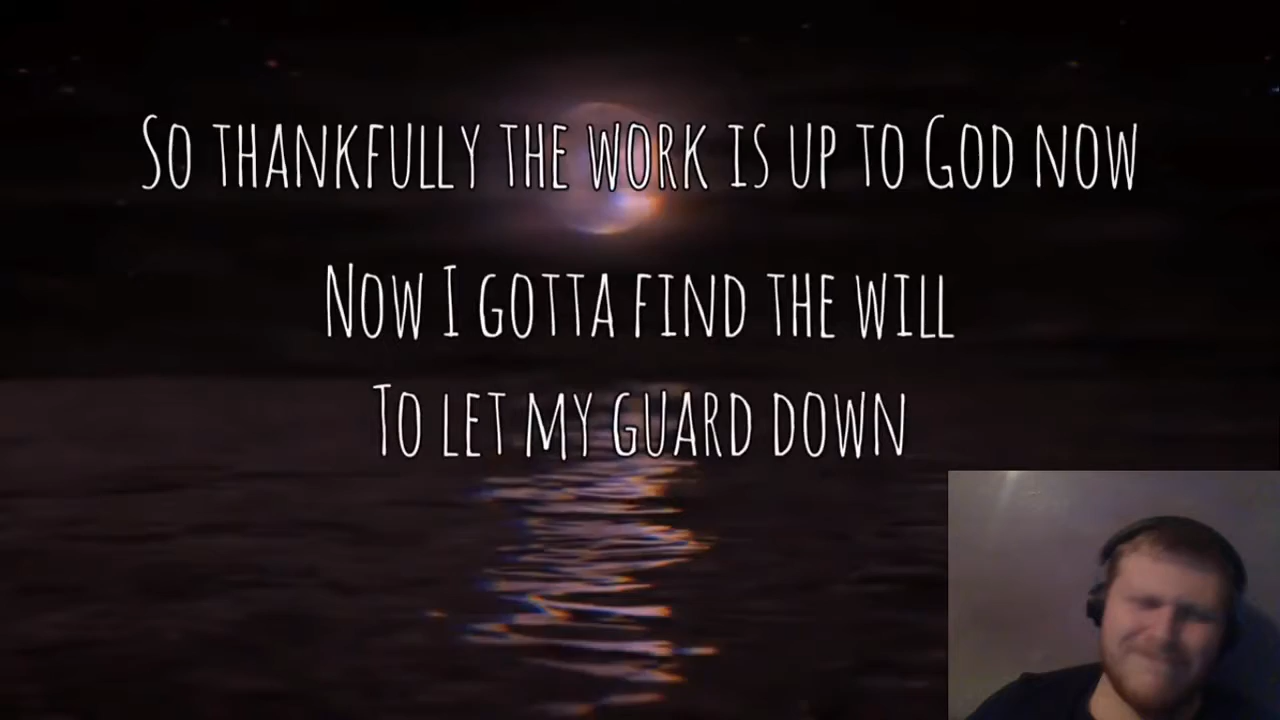 So thankfully the work is up to God now
Now I gotta find the will
To let my guard down